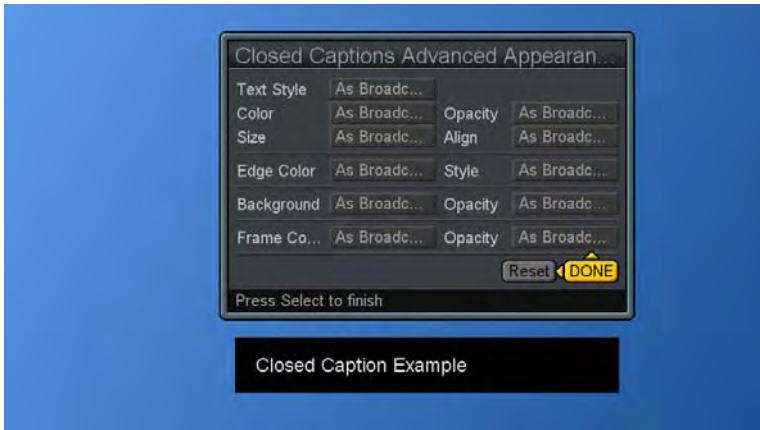 Closed Captions Advanced Appearan...
Text Style As Broadc...
Color As Broadc... Opacity As Broadc...
Size As Broadc... Align As Broadc...
Edge Color As Broadc... Style As Broadc...
Background As Broadc... Opacity As Broadc...
Frame Co... As Broadc... Opacity As Broadc...
Reset DONE
Press Select to finish
Closed Caption Example